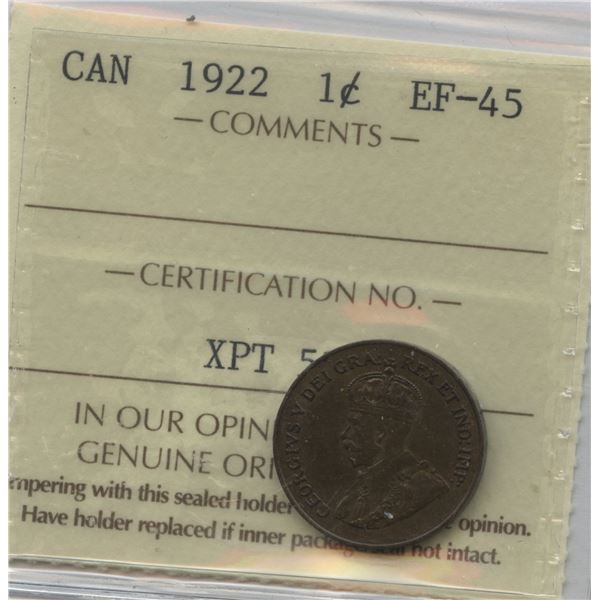 CAN 1922 1¢ EF-45
— COMMENTS —
— CERTIFICATION NO. —
XPT 5
IN OUR OPIN
GENUINE ORI
mpering with this sealed holder opinion.
Have holder replaced if inner not intact.
GEORGIVS V DEI GRA: REX ET IND: IMP: